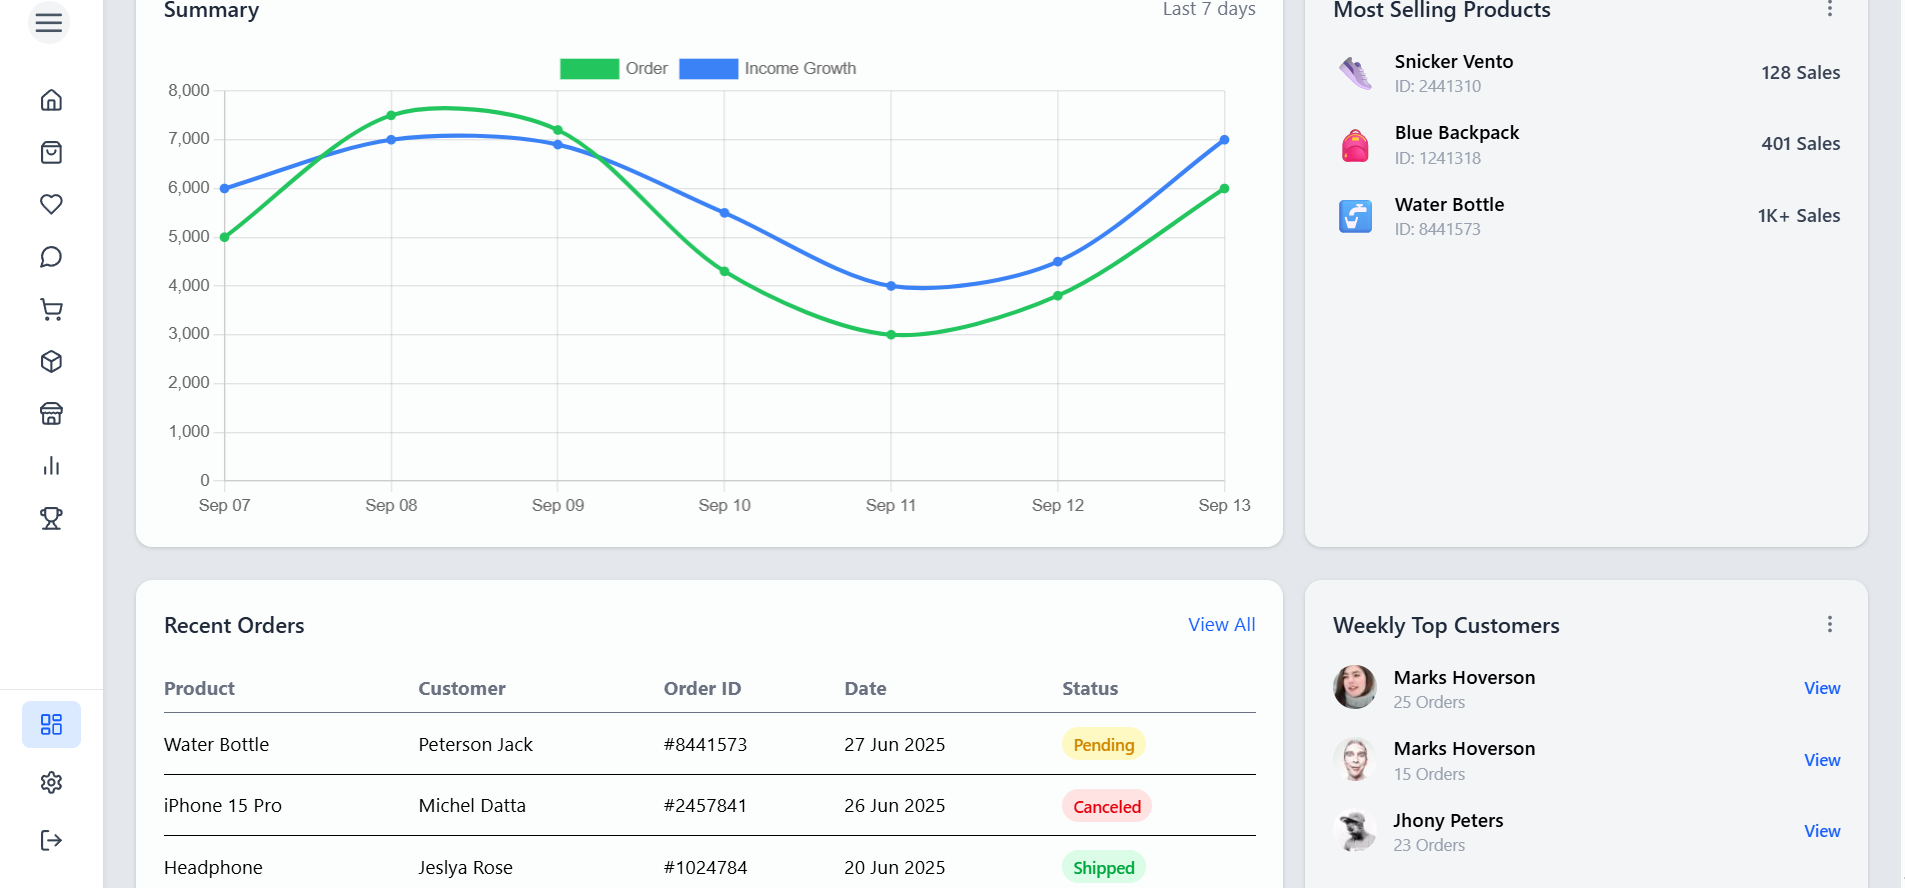 Summary
Last 7 days
Order
Income Growth
8,000
7,000
6,000
5,000
4,000
3,000
2,000
1,000
0
Sep 07 Sep 08 Sep 09 Sep 10 Sep 11 Sep 12 Sep 13
Most Selling Products
Snicker Vento
ID: 2441310
128 Sales
Blue Backpack
ID: 1241318
401 Sales
Water Bottle
ID: 8441573
1K+ Sales
Recent Orders
View All
Product Customer Order ID Date Status
Water Bottle Peterson Jack #8441573 27 Jun 2025 Pending
iPhone 15 Pro Michel Datta #2457841 26 Jun 2025 Canceled
Headphone Jeslya Rose #1024784 20 Jun 2025 Shipped
Weekly Top Customers
Marks Hoverson
25 Orders
View
Marks Hoverson
15 Orders
View
Jhony Peters
23 Orders
View